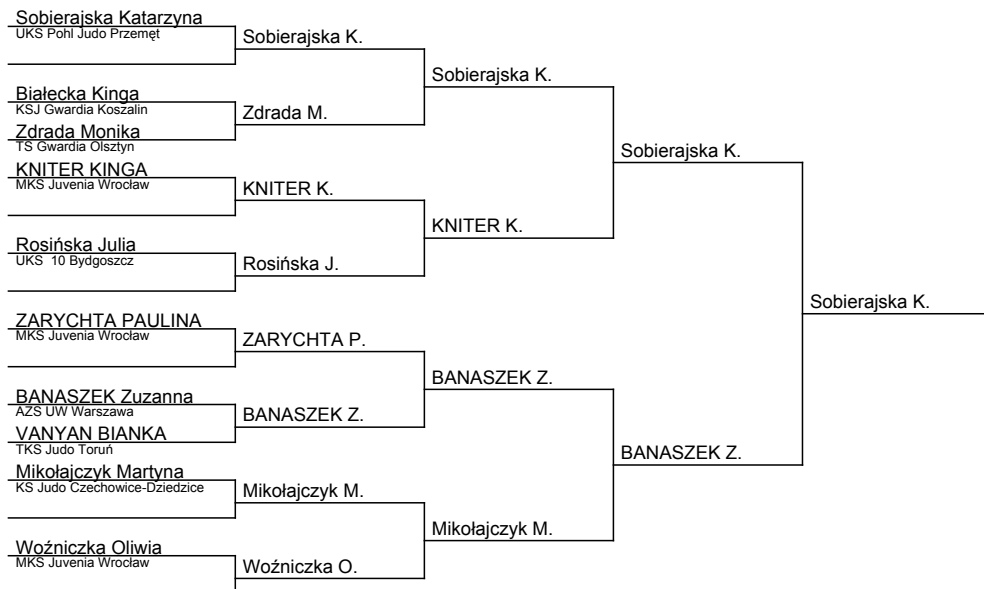 Sobierajska Katarzyna
UKS Pohl Judo Przemęt
Białecka Kinga
KSJ Gwardia Koszalin
Zdrada Monika
TS Gwardia Olsztyn
KNITER KINGA
MKS Juvenia Wrocław
Rosińska Julia
UKS  10 Bydgoszcz
ZARYCHTA PAULINA
MKS Juvenia Wrocław
BANASZEK Zuzanna
AZS UW Warszawa
VANYAN BIANKA
TKS Judo Toruń
Mikołajczyk Martyna
KS Judo Czechowice-Dziedzice
Woźniczka Oliwia
MKS Juvenia Wrocław
Sobierajska K.
Zdrada M.
KNITER K.
Rosińska J.
ZARYCHTA P.
BANASZEK Z.
Mikołajczyk M.
Woźniczka O.
Sobierajska K.
KNITER K.
BANASZEK Z.
Mikołajczyk M.
Sobierajska K.
BANASZEK Z.
Sobierajska K.